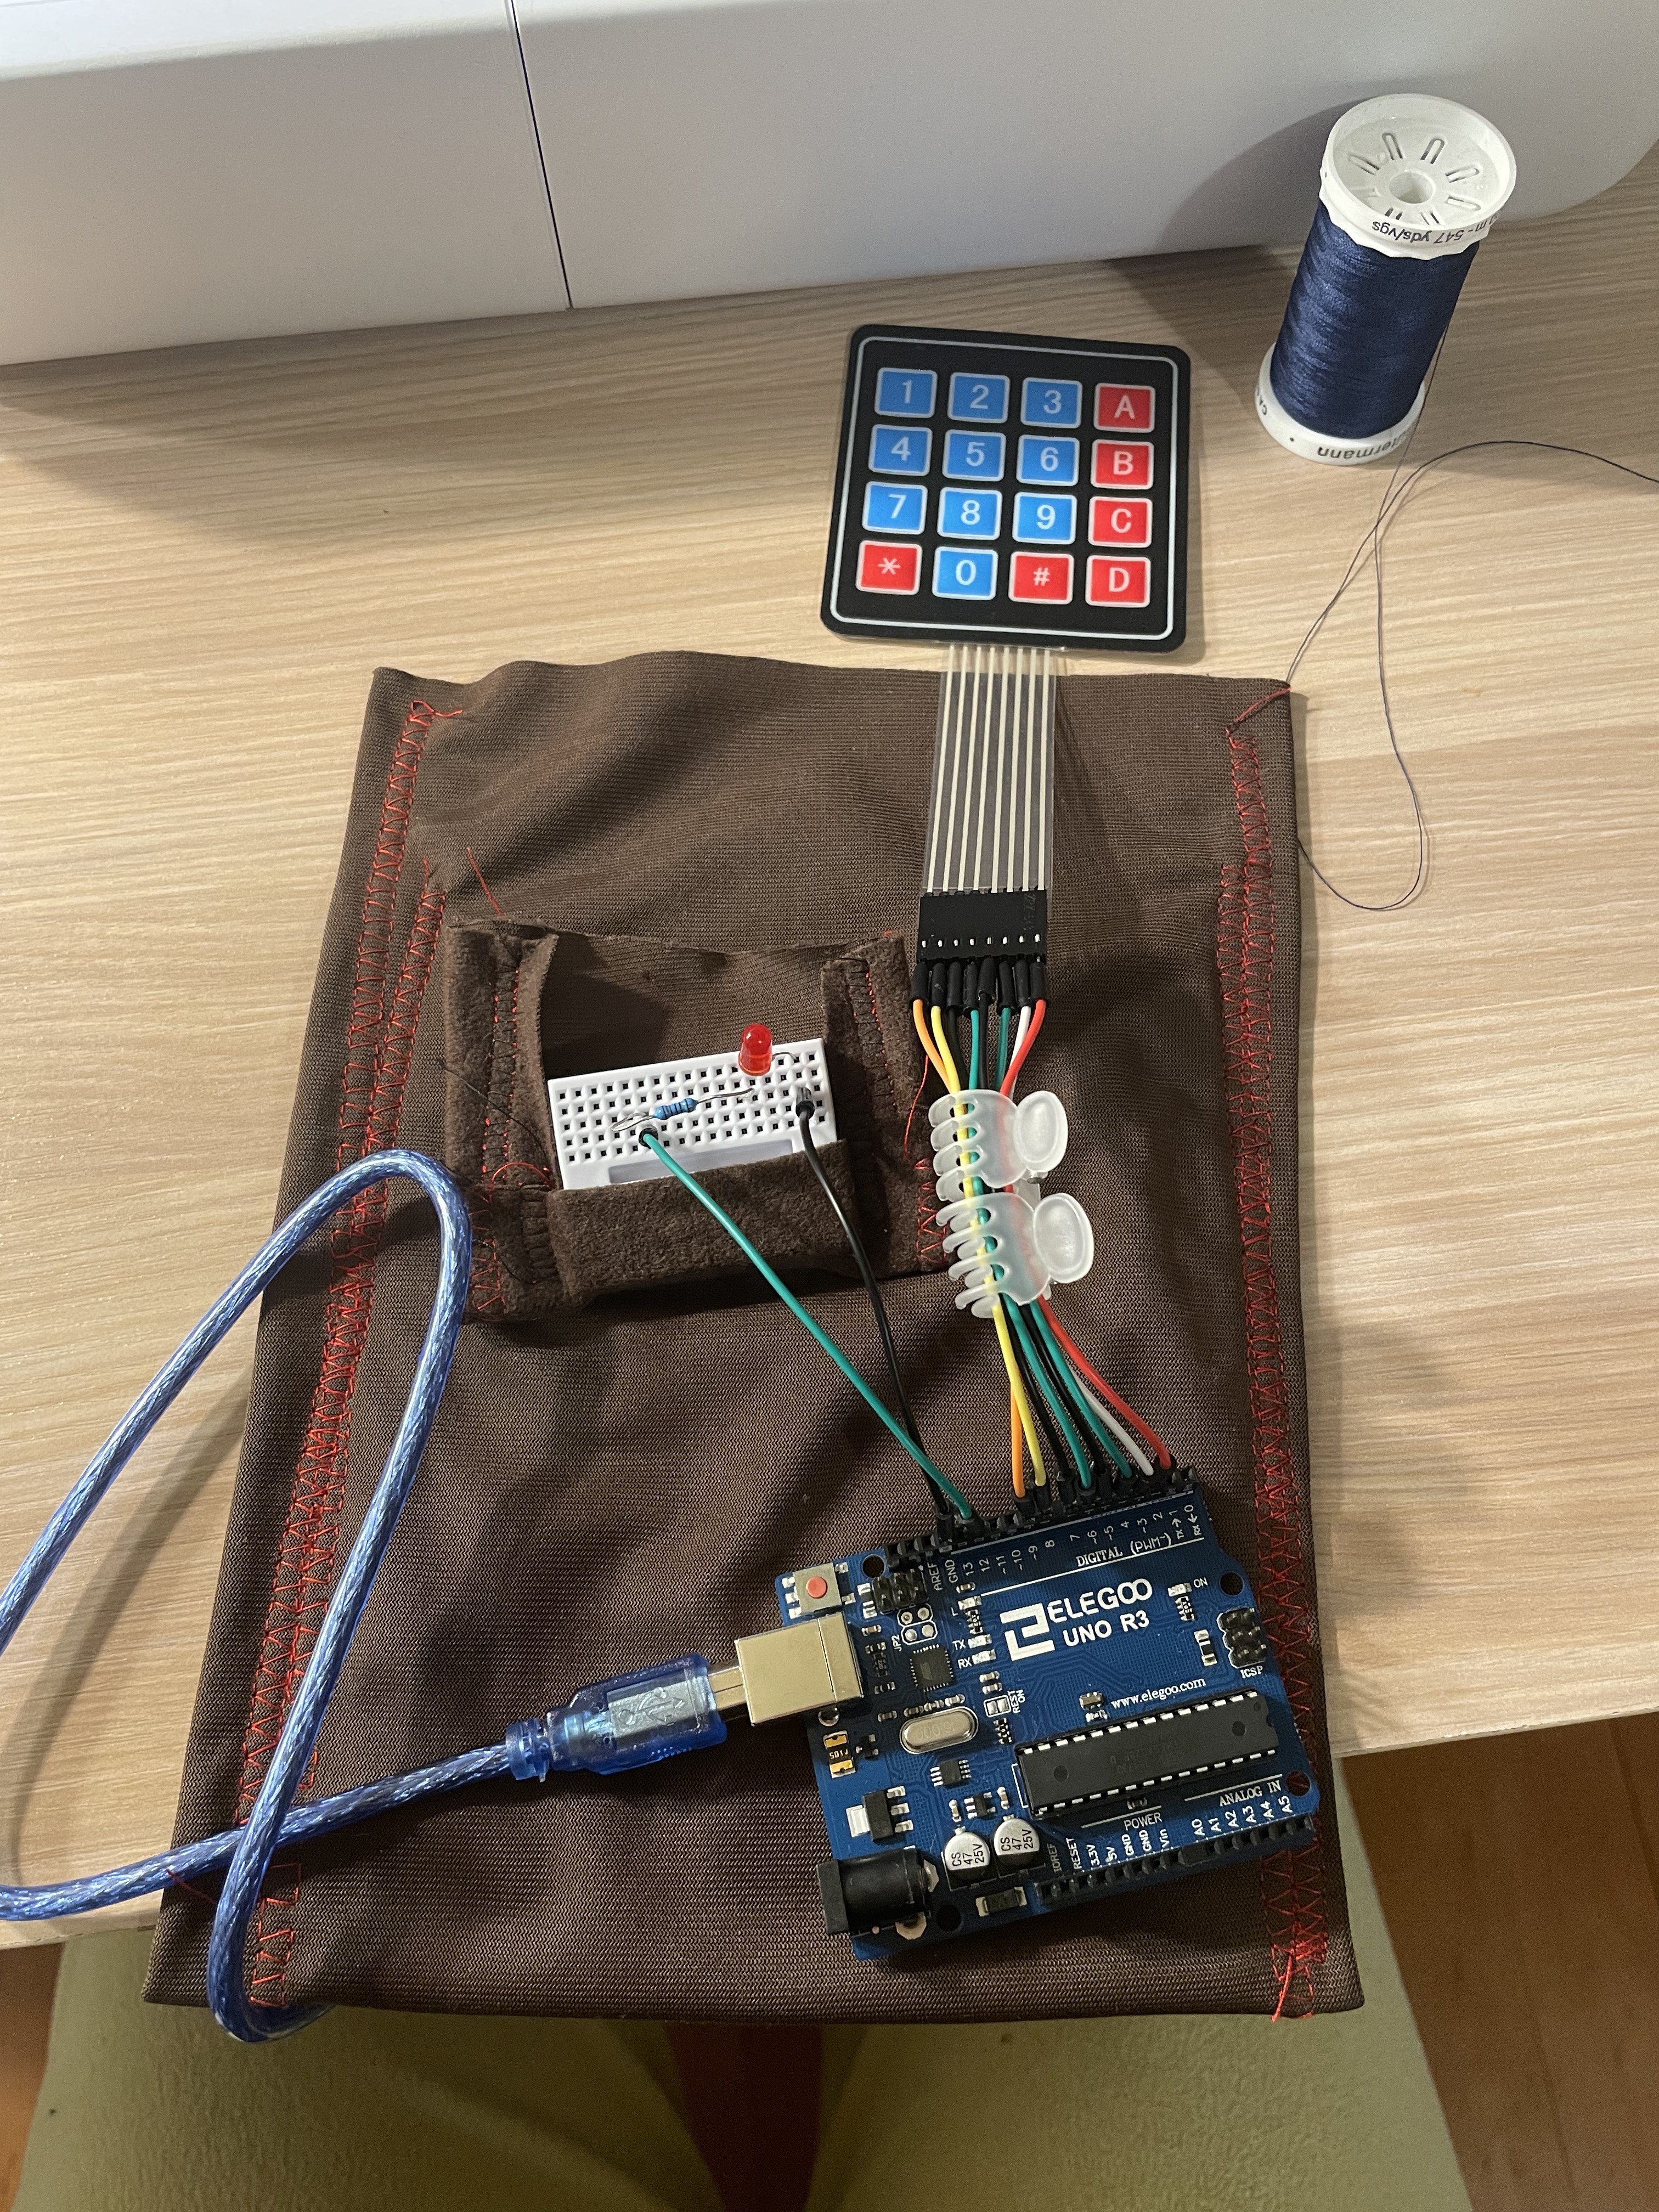 m - 547 yds/vgs
utermann
1 2 3 A
4 5 6 B
7 8 9 C
* 0 # D
AREF
GND
13
12
~11
~10
~9
8
7
~6
~5
4
~3
2
TX→1
RX←0
DIGITAL (PWM~)
ELEGOO
UNO R3
ON
L
TX
RX
JP2
ICSP
RESET
www.elegoo.com
CS
47
25V
CS
47
25V
POWER
ANALOG IN
IOREF
RESET
3.3V
5V
GND
GND
Vin
A0
A1
A2
A3
A4
A5